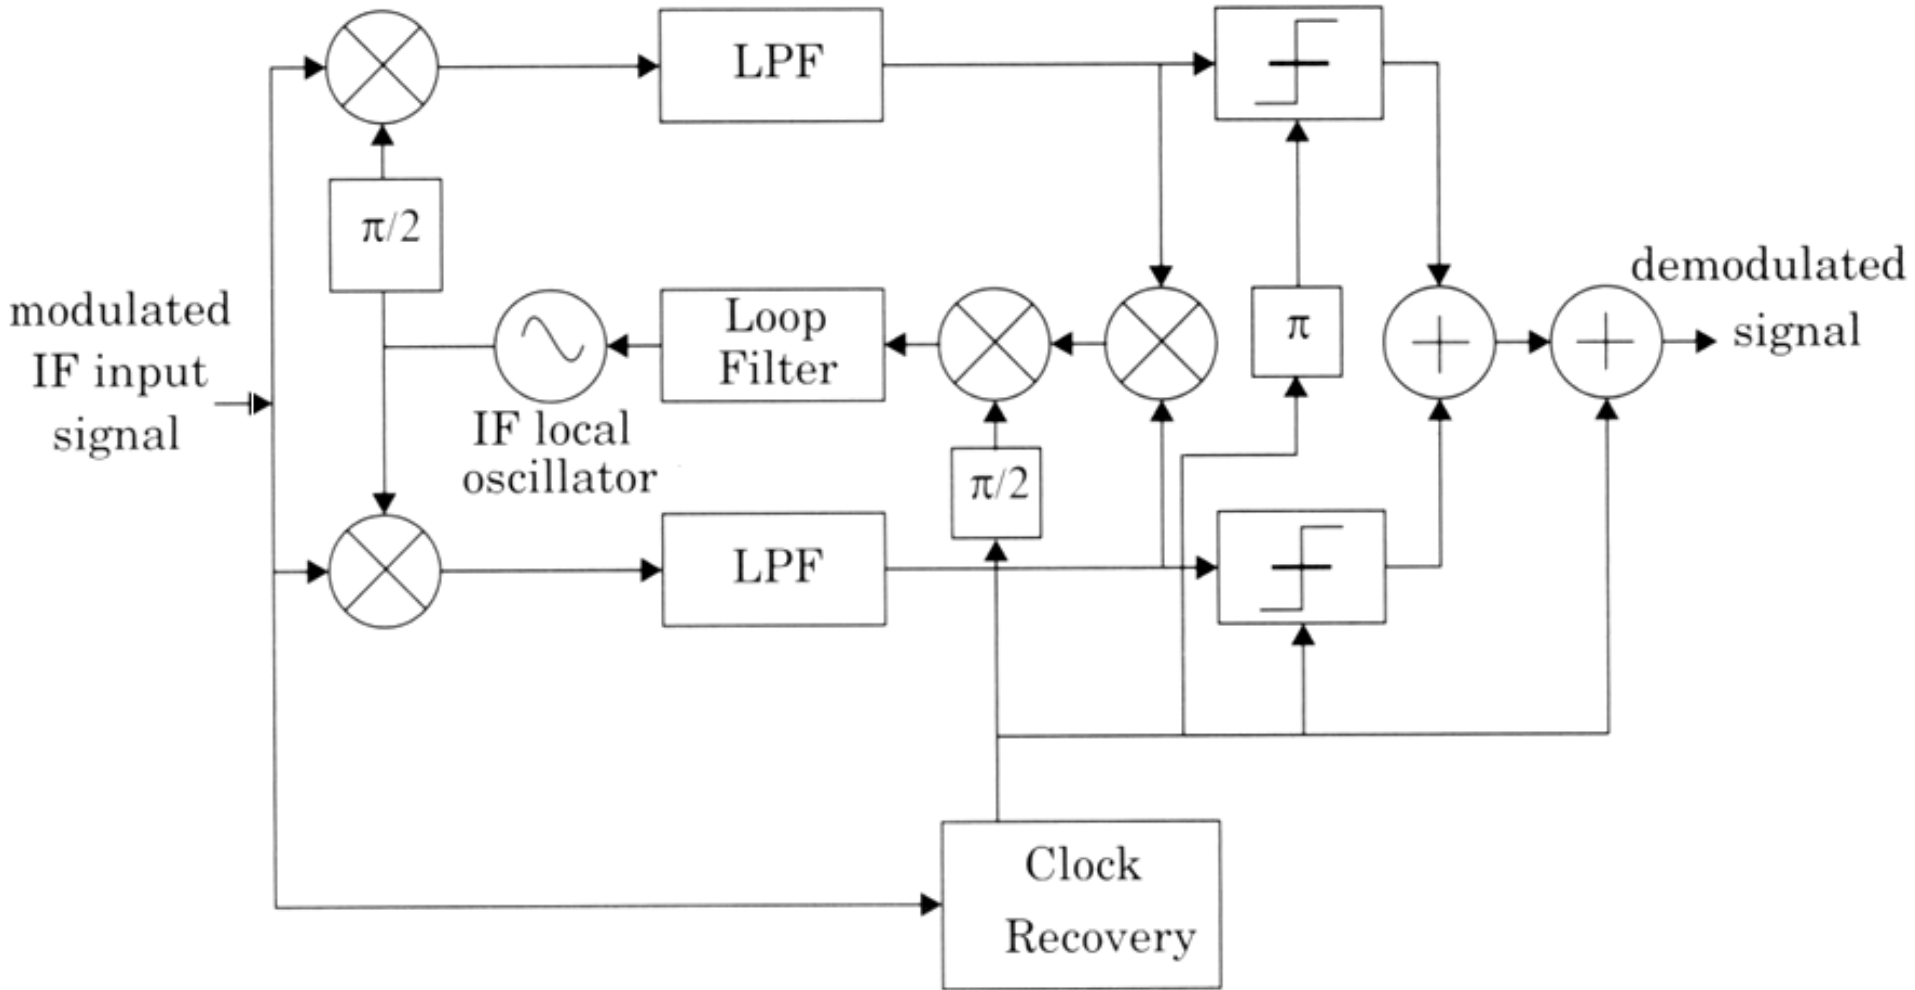 LPF
π/2
modulated
IF input
signal
IF local
oscillator
Loop
Filter
π/2
π
demodulated
signal
LPF
Clock
Recovery